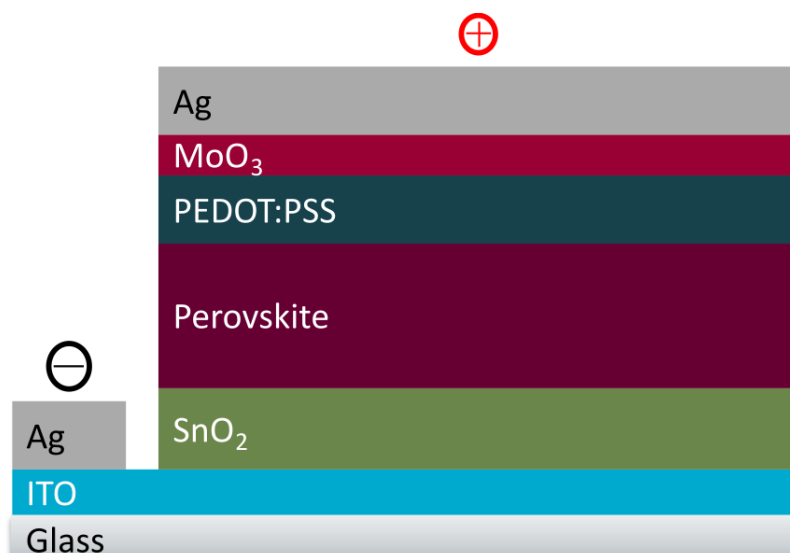 Ag
MoO₃
PEDOT:PSS
Perovskite
SnO₂
Ag
ITO
Glass